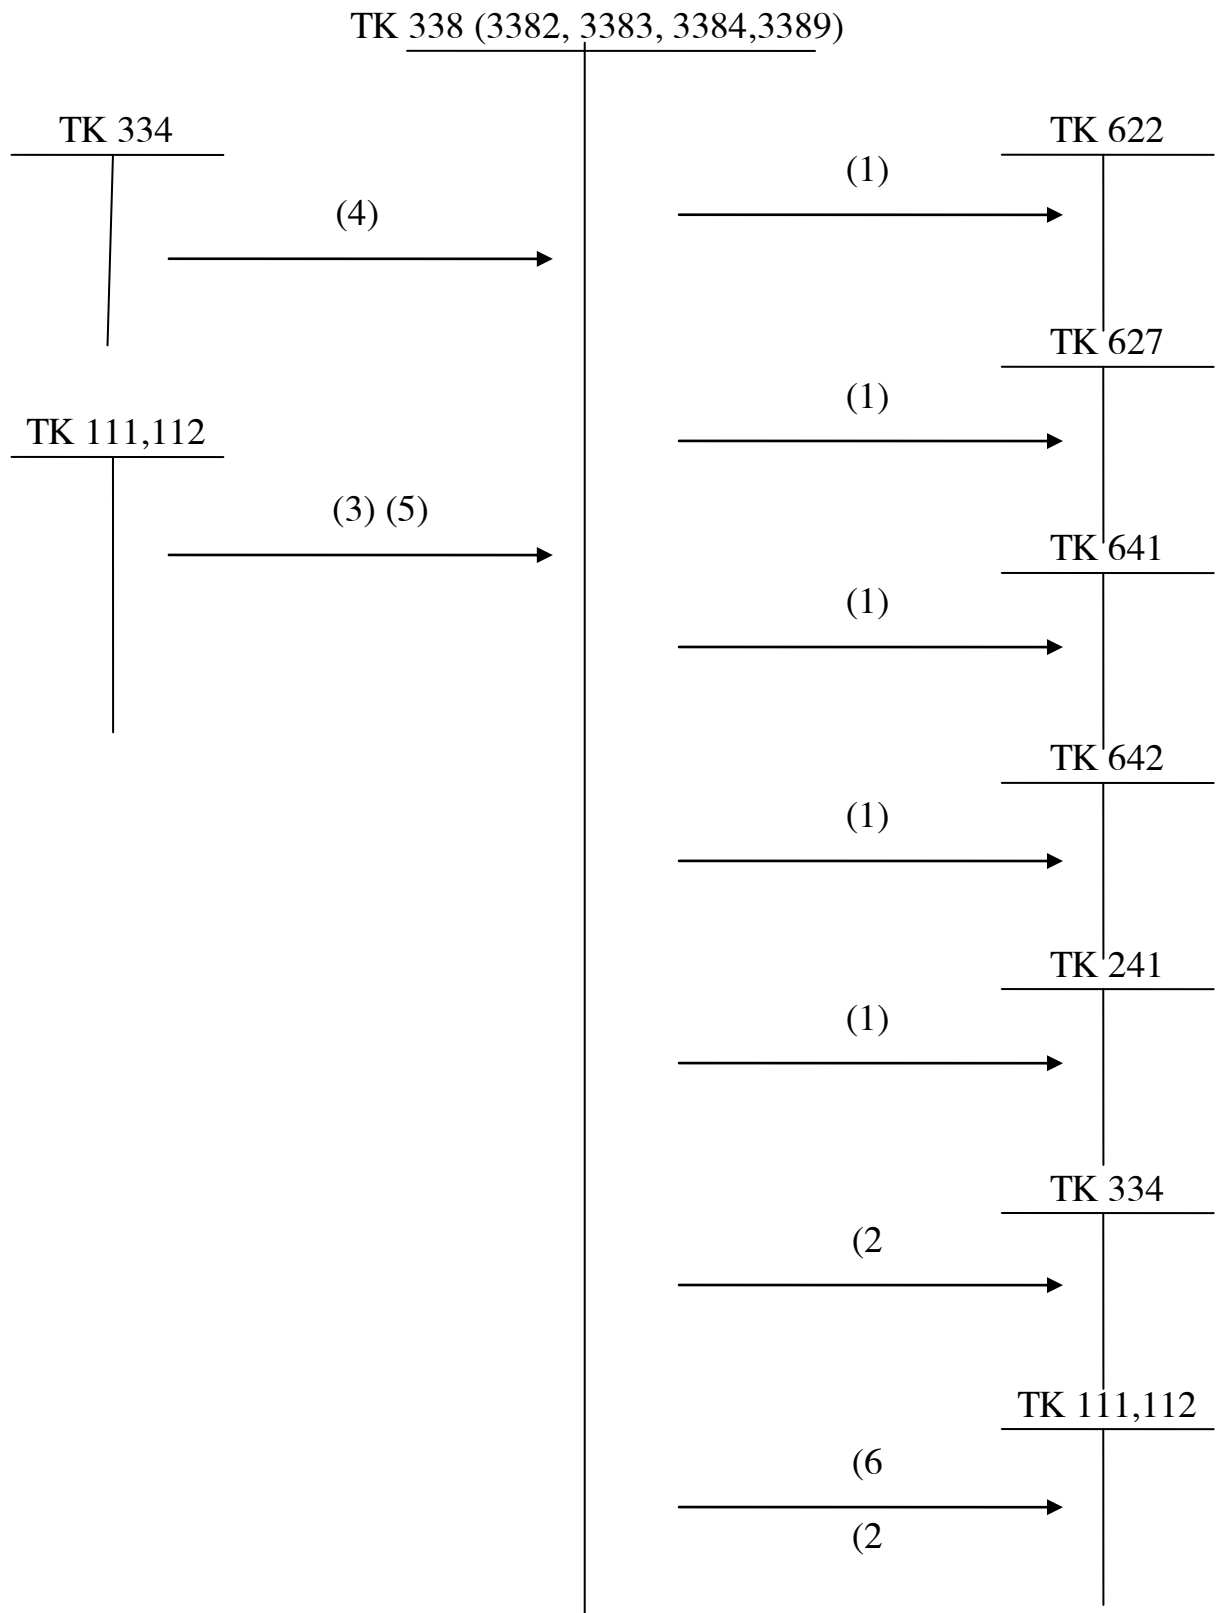 TK 338 (3382, 3383, 3384,3389)
TK 334
TK 622
(1)
(4)
TK 627
(1)
TK 111,112
(3) (5)
TK 641
(1)
TK 642
(1)
TK 241
(1)
TK 334
(2
TK 111,112
(6
(2